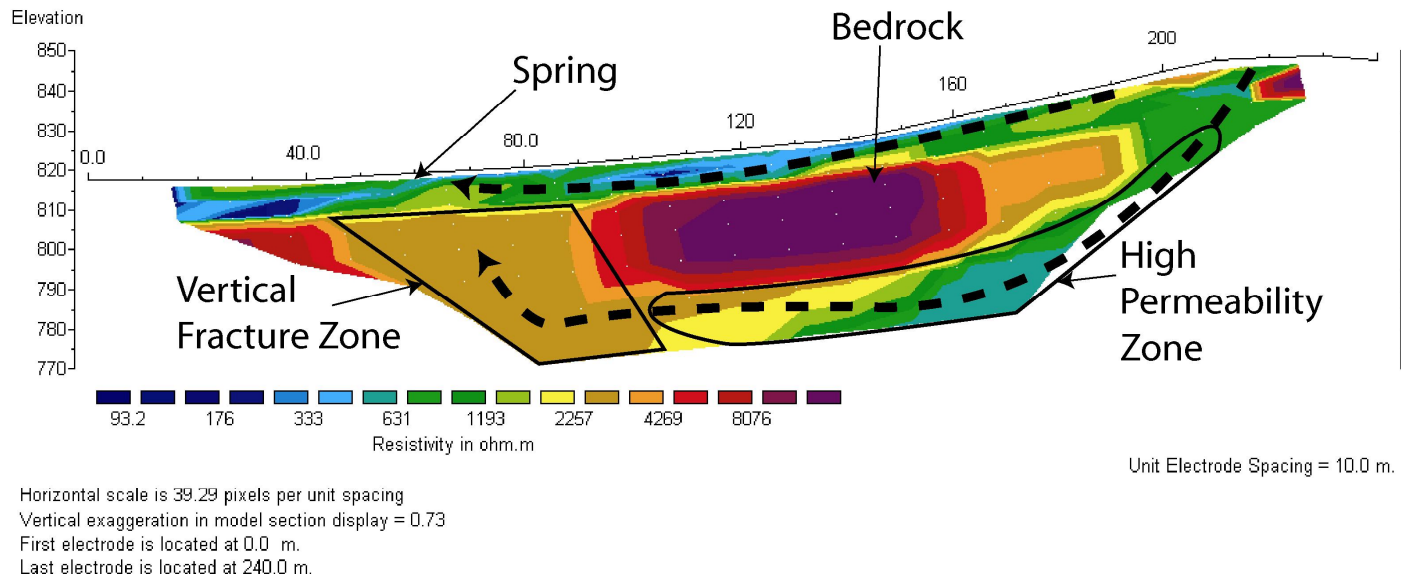 Elevation
850
840
830
820
810
800
790
780
770
0.0
40.0
80.0
120
160
200
Spring
Bedrock
Vertical
Fracture Zone
High
Permeability
Zone
93.2 176 333 631 1193 2257 4269 8076
Resistivity in ohm.m
Unit Electrode Spacing = 10.0 m.
Horizontal scale is 39.29 pixels per unit spacing
Vertical exaggeration in model section display = 0.73
First electrode is located at 0.0 m.
Last electrode is located at 240.0 m.